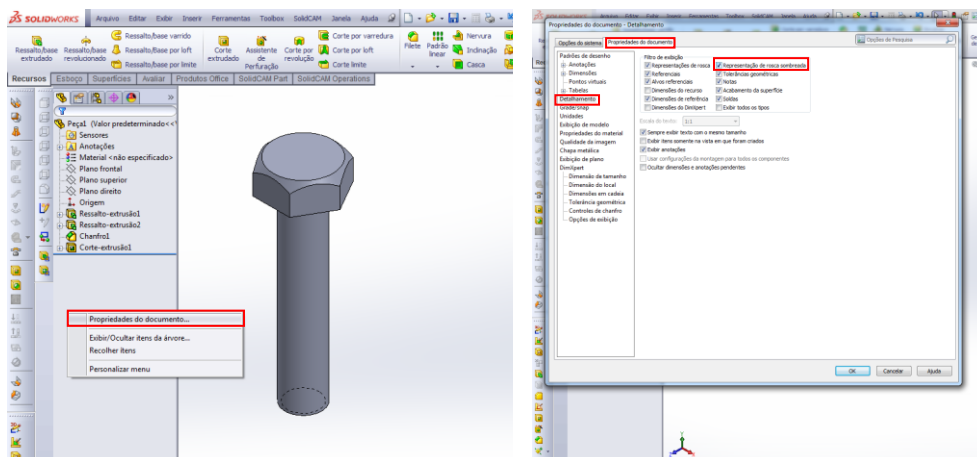 SOLIDWORKS
Arquivo Editar Exibir Inserir Ferramentas Toolbox SolidCAM Janela Ajuda
Ressalto/base extrudado
Ressalto/base revolucionado
Ressalto/Base varrido
Ressalto/Base por loft
Ressalto/Base por limite
Corte extrudado
Assistente de Perfuração
Corte por revolução
Corte por varredura
Corte por loft
Corte limite
Filete
Padrão linear
Nervura
Inclinação
Casca
Recursos Esboço Superfícies Avaliar Produtos Office SolidCAM Part SolidCAM Operations
Peça1 (Valor predeterminado<<
Sensores
Anotações
Material <não especificado>
Plano frontal
Plano superior
Plano direito
Origem
Ressalto-extrusão1
Ressalto-extrusão2
Chanfro1
Corte-extrusão1
Propriedades do documento...
Exibir/Ocultar itens da árvore...
Recolher itens
Personalizar menu
Propriedades do documento - Detalhamento
Opções do sistema Propriedades do documento
Opções de Pesquisa
Padrões de desenho
Anotações
Dimensões
Pontos virtuais
Tabelas
Detalhamento
Unidades
Exibição de modelo
Propriedades do material
Qualidade da imagem
Chapa metálica
Exibição de plano
DimXpert
Dimensão de tamanho
Dimensão do local
Dimensões em cadeia
Tolerância geométrica
Controles de chanfro
Opções de exibição
Filtro de exibição
Representações de rosca
Representação de rosca sombreada
Referenciais
Tolerâncias geométricas
Alvos referenciais
Notas
Dimensões do recurso
Acabamento da superfície
Dimensões de referência
Soldas
Dimensões do DimXpert
Exibir todos os tipos
Escala do texto: 1:1
Sempre exibir texto com o mesmo tamanho
Exibir itens somente na vista em que foram criados
Exibir anotações
Usar configurações da montagem para todos os componentes
Ocultar dimensões e anotações pendentes
OK Cancelar Ajuda